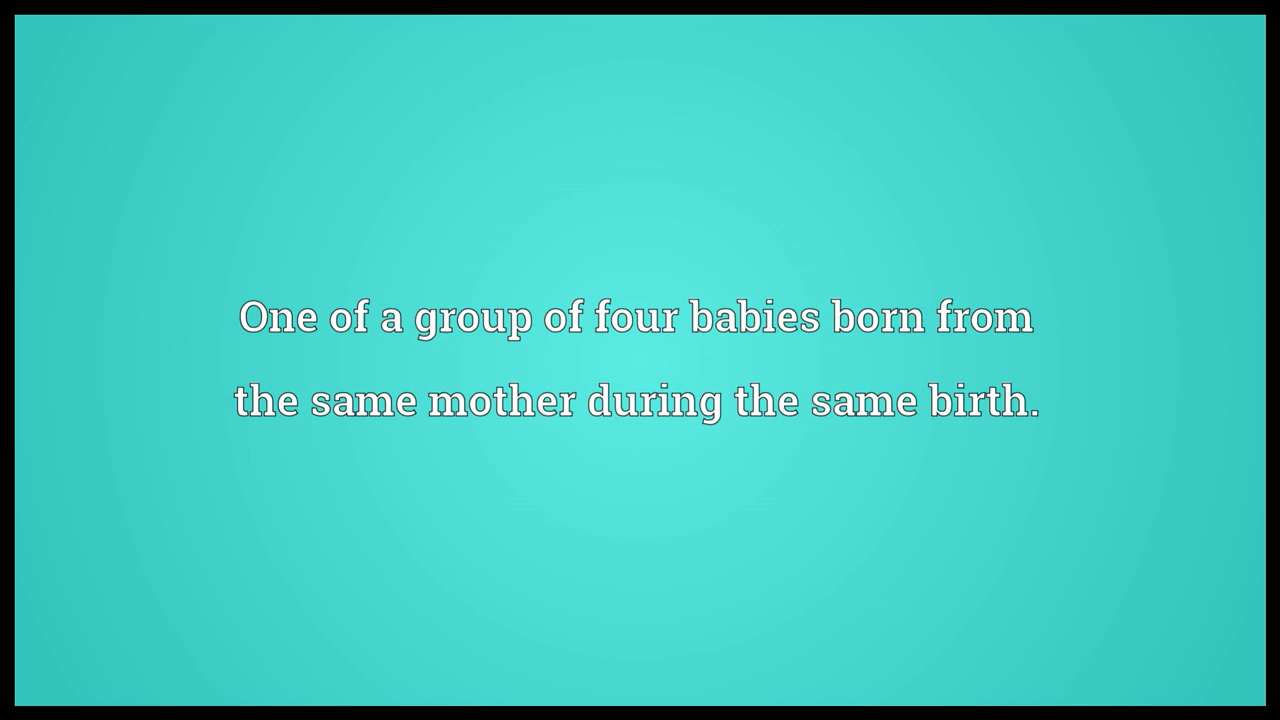 One of a group of four babies born from
the same mother during the same birth.